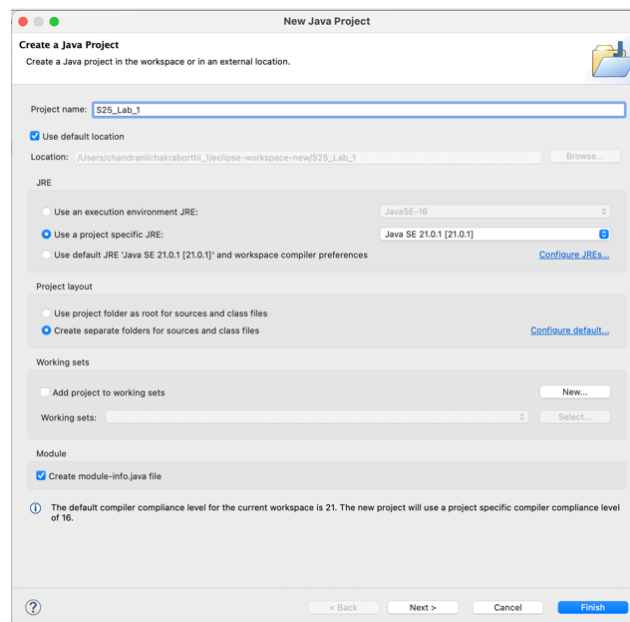 New Java Project
Create a Java Project
Create a Java project in the workspace or in an external location.
Project name: S25_Lab_1
Use default location
Location: /Users/chandranilchakraborttii_1/eclipse-workspace-new/S25_Lab_1 Browse...
JRE
Use an execution environment JRE: JavaSE-16
Use a project specific JRE: Java SE 21.0.1 [21.0.1]
Use default JRE 'Java SE 21.0.1 [21.0.1]' and workspace compiler preferences Configure JREs...
Project layout
Use project folder as root for sources and class files
Create separate folders for sources and class files Configure default...
Working sets
Add project to working sets New...
Working sets: Select...
Module
Create module-info.java file
The default compiler compliance level for the current workspace is 21. The new project will use a project specific compiler compliance level
of 16.
? < Back Next > Cancel Finish